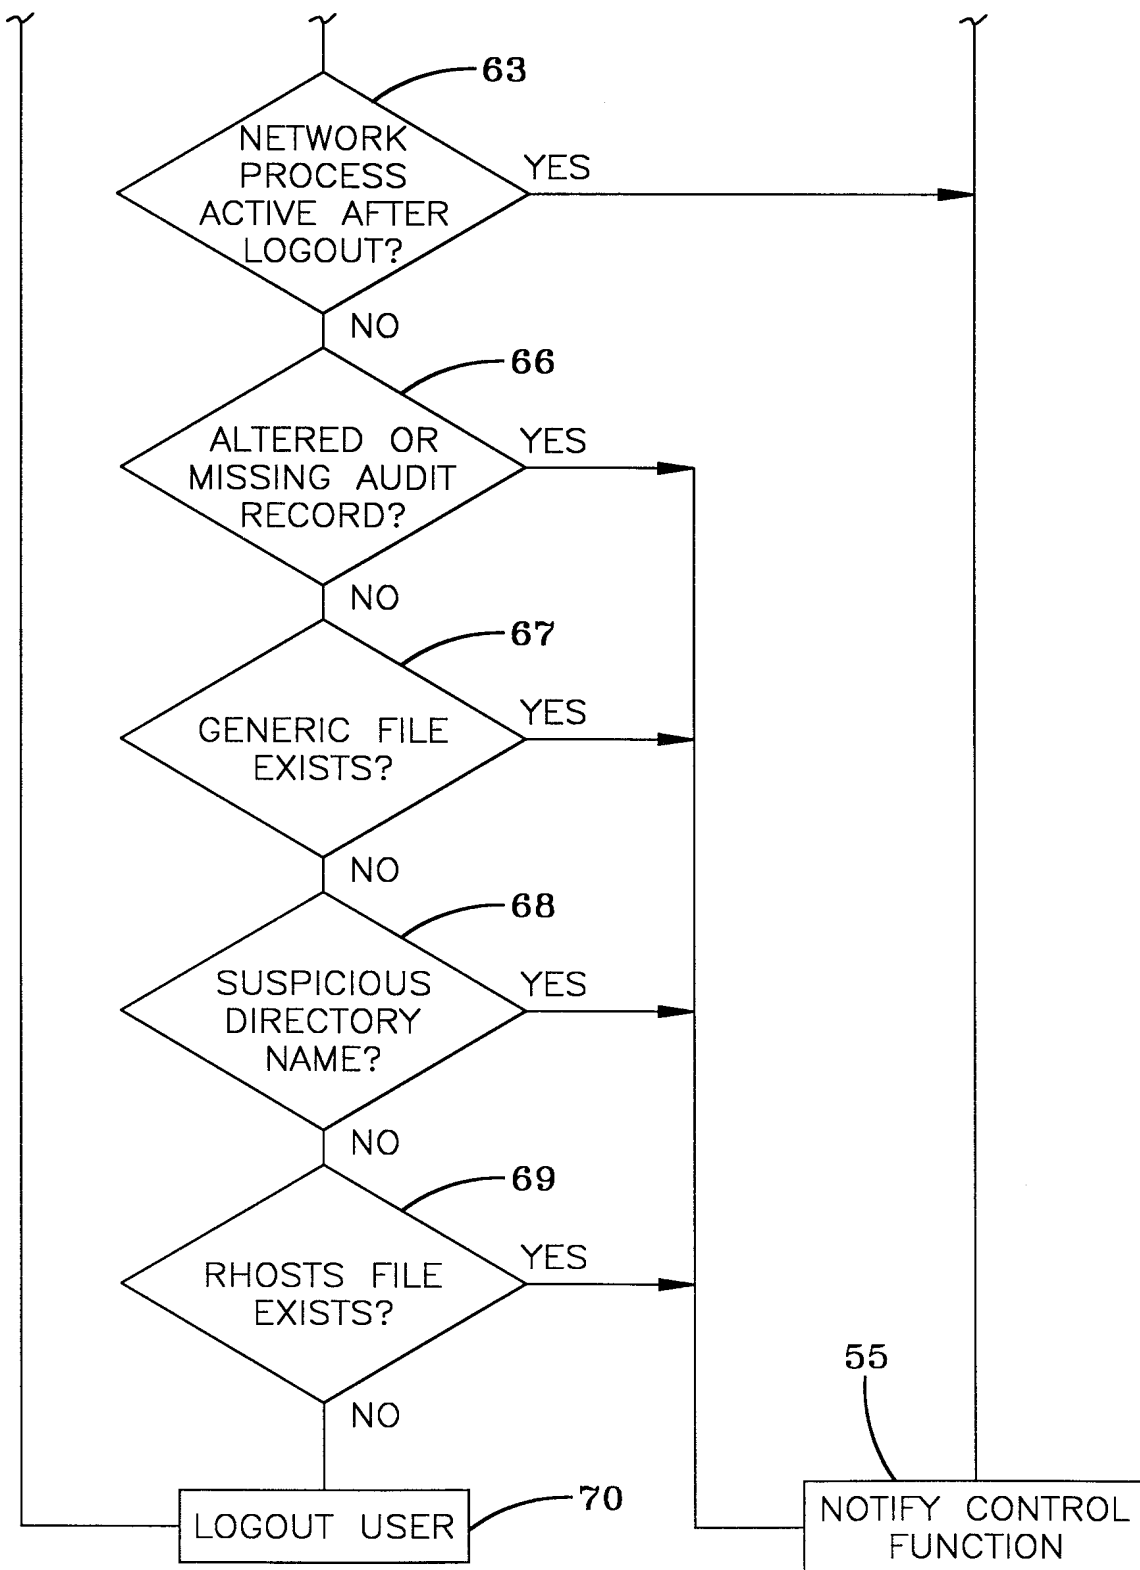 63
NETWORK
PROCESS
ACTIVE AFTER
LOGOUT?
YES
NO
66
ALTERED OR
MISSING AUDIT
RECORD?
YES
NO
67
GENERIC FILE
EXISTS?
YES
NO
68
SUSPICIOUS
DIRECTORY
NAME?
YES
NO
69
RHOSTS FILE
EXISTS?
YES
NO
55
LOGOUT USER
70
NOTIFY CONTROL
FUNCTION